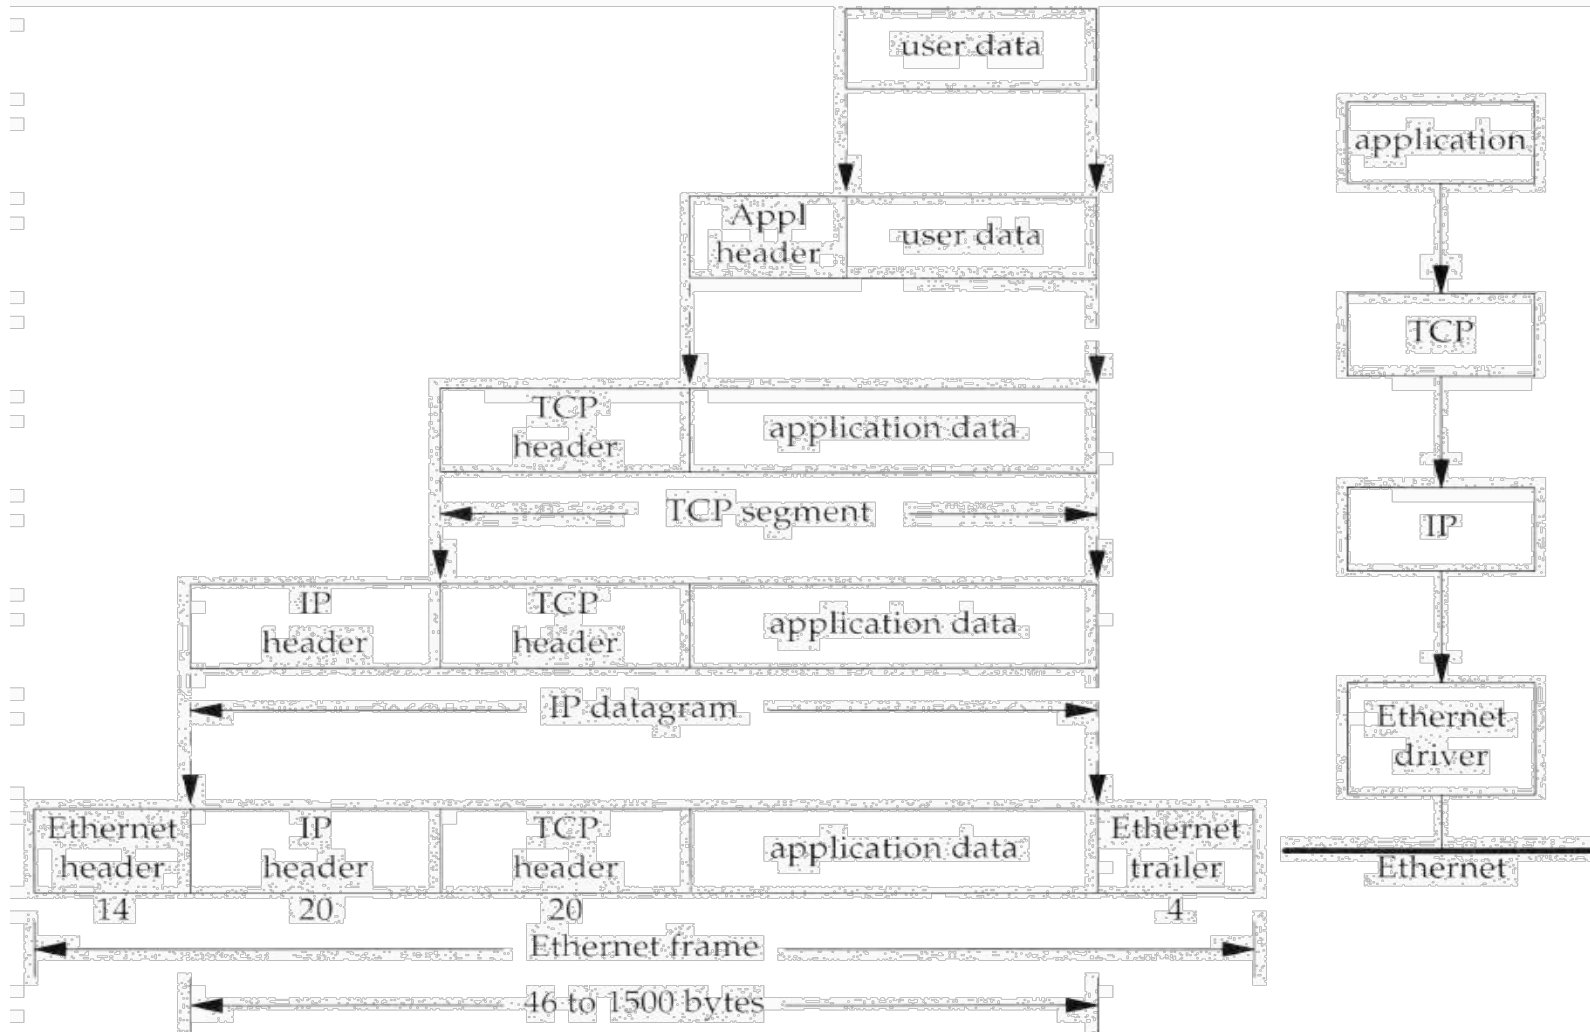 user data
application
Appl
header
user data
TCP
TCP
header
application data
TCP segment
IP
IP
header
TCP
header
application data
IP datagram
Ethernet
driver
Ethernet
header
IP
header
TCP
header
application data
Ethernet
trailer
Ethernet
14
20
20
4
Ethernet frame
46 to 1500 bytes